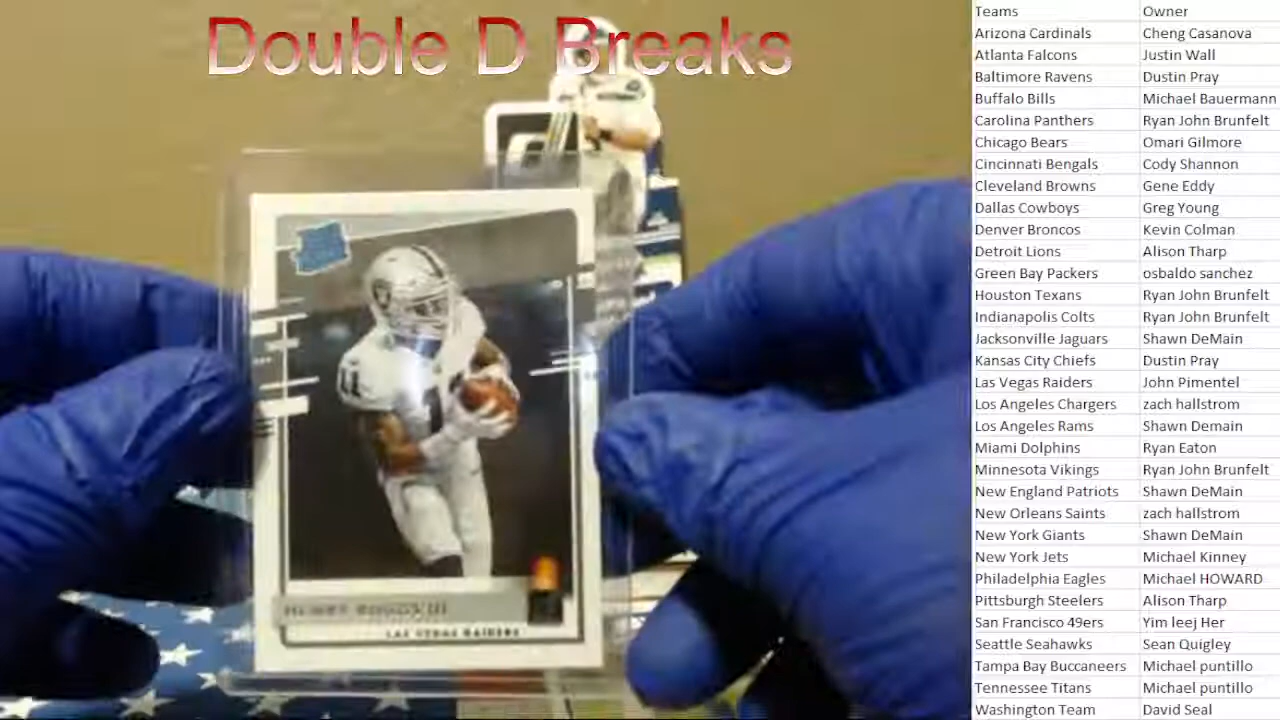 Double D Breaks
Teams Owner
Arizona Cardinals Cheng Casanova
Atlanta Falcons Justin Wall
Baltimore Ravens Dustin Pray
Buffalo Bills Michael Bauermann
Carolina Panthers Ryan John Brunfelt
Chicago Bears Omari Gilmore
Cincinnati Bengals Cody Shannon
Cleveland Browns Gene Eddy
Dallas Cowboys Greg Young
Denver Broncos Kevin Colman
Detroit Lions Alison Tharp
Green Bay Packers osbaldo sanchez
Houston Texans Ryan John Brunfelt
Indianapolis Colts Ryan John Brunfelt
Jacksonville Jaguars Shawn DeMain
Kansas City Chiefs Dustin Pray
Las Vegas Raiders John Pimentel
Los Angeles Chargers zach hallstrom
Los Angeles Rams Shawn Demain
Miami Dolphins Ryan Eaton
Minnesota Vikings Ryan John Brunfelt
New England Patriots Shawn DeMain
New Orleans Saints zach hallstrom
New York Giants Shawn DeMain
New York Jets Michael Kinney
Philadelphia Eagles Michael HOWARD
Pittsburgh Steelers Alison Tharp
San Francisco 49ers Yim leej Her
Seattle Seahawks Sean Quigley
Tampa Bay Buccaneers Michael puntillo
Tennessee Titans Michael puntillo
Washington Team David Seal
11
HENRY RUGGS III
LAS VEGAS RAIDERS